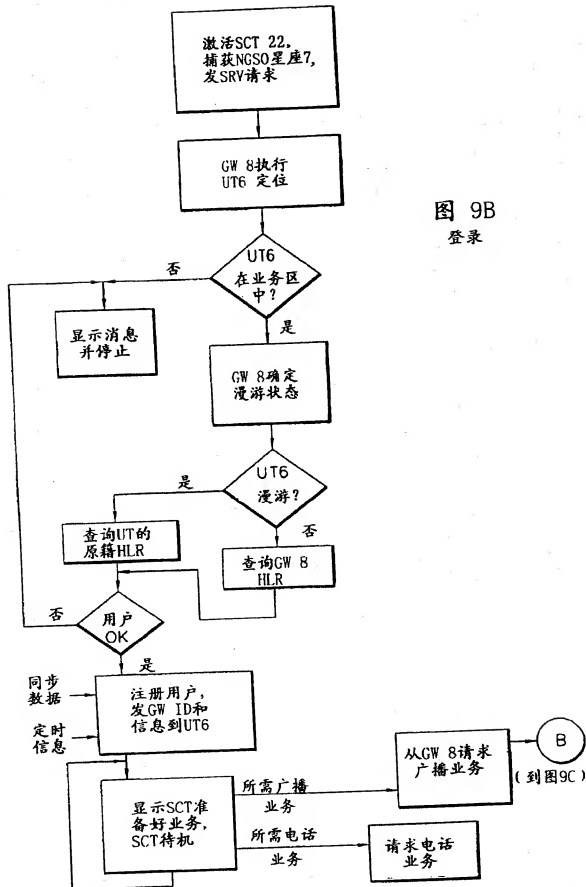 激活SCT 22,
捕获NGSO星座7,
发SRV请求
GW 8执行
UT6 定位
图 9B
登录
UT6
在业务区
中?
否
是
显示消息
并停止
GW 8确定
漫游状态
UT6
漫游?
是
否
查询UT的
原籍HLR
查询GW 8
HLR
用户
OK
否
是
同步
数据
定时
信息
注册用户,
发GW ID和
信息到UT6
显示SCT准
备好业务,
SCT待机
所需广播
业务
从GW 8请求
广播业务
B
(到图9C)
所需电话
业务
请求电话
业务